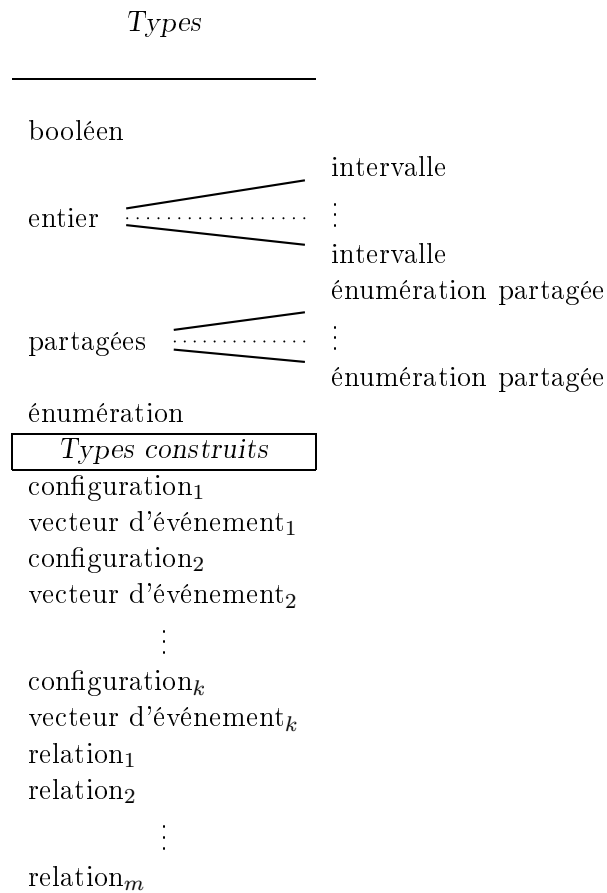 Types
booléen
intervalle
entier
⋮
intervalle
énumération partagée
partagées
⋮
énumération partagée
énumération
Types construits
configuration₁
vecteur d'événement₁
configuration₂
vecteur d'événement₂
⋮
configurationₖ
vecteur d'événementₖ
relation₁
relation₂
⋮
relationₘ